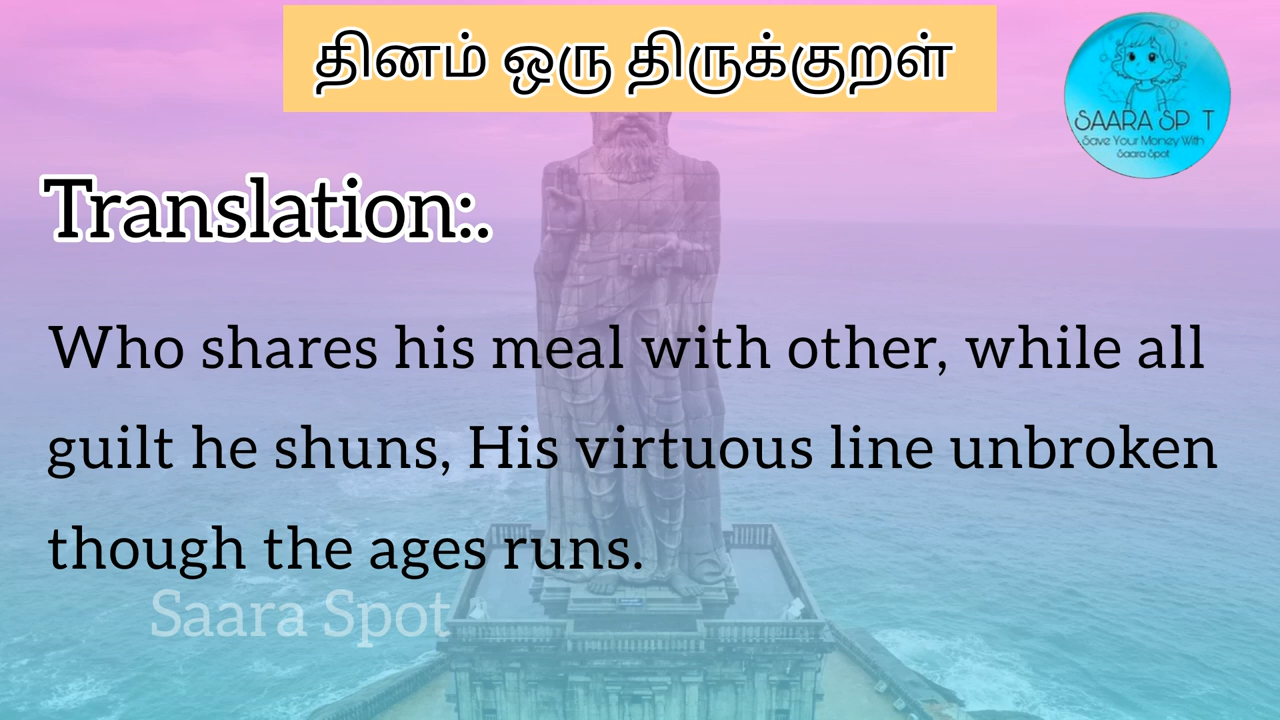 தினம் ஒரு திருக்குறள்
SAARA SP T
Save Your Money With
Saara Spot
Translation:.
Who shares his meal with other, while all
guilt he shuns, His virtuous line unbroken
though the ages runs.
Saara Spot